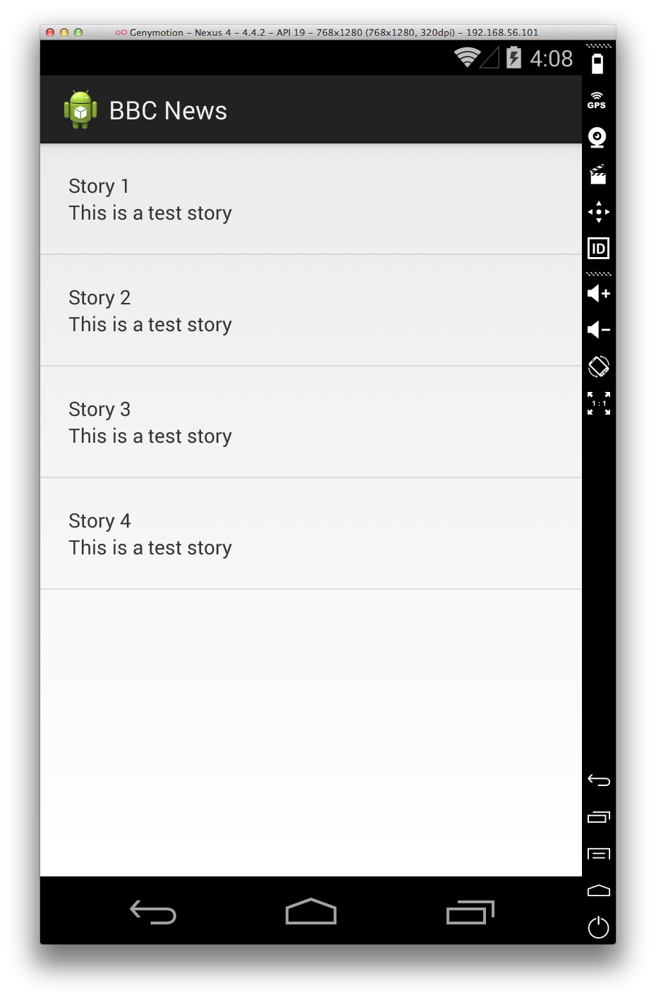 Genymotion - Nexus 4 - 4.4.2 - API 19 - 768x1280 (768x1280, 320dpi) - 192.168.56.101
4:08
GPS
BBC News
Story 1
This is a test story
ID
Story 2
This is a test story
Story 3
1:1
This is a test story
Story 4
This is a test story